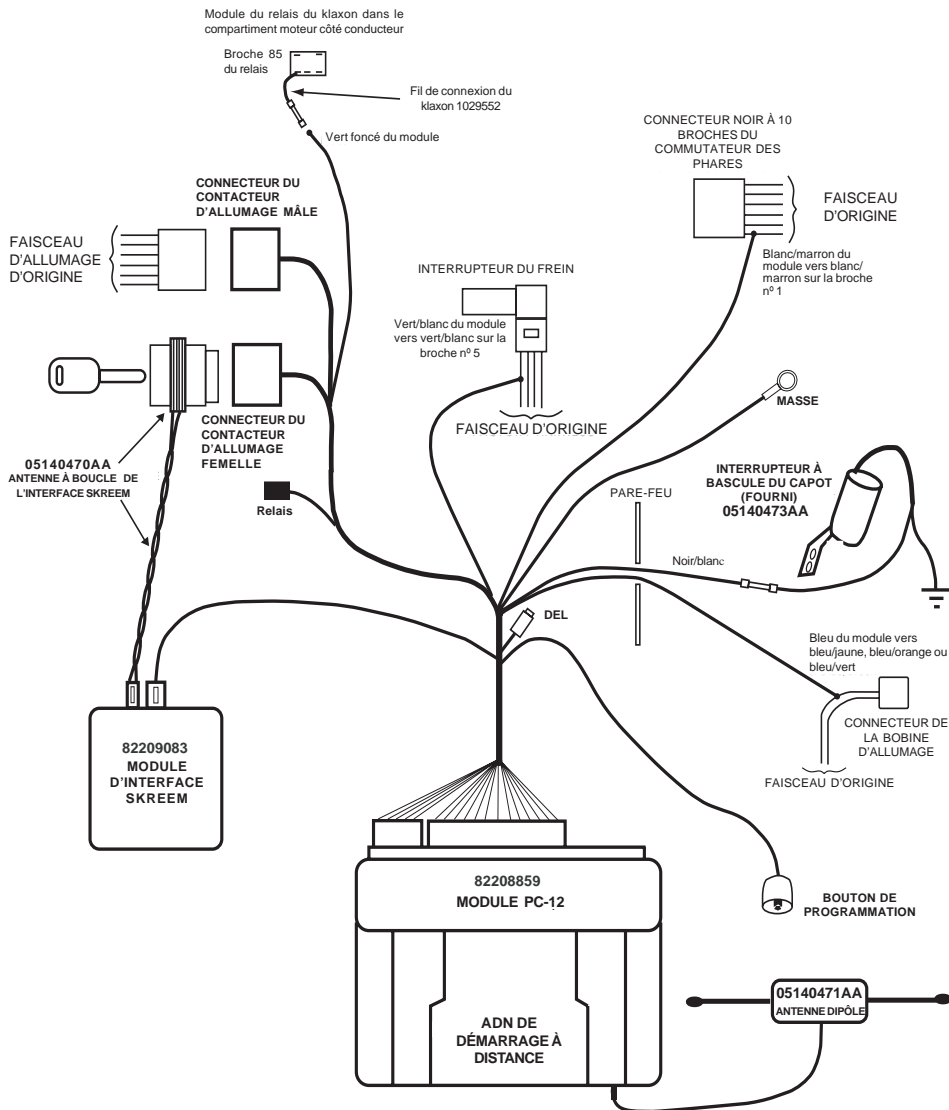 Module du relais du klaxon dans le
compartiment moteur côté conducteur
Broche 85
du relais
Fil de connexion du
klaxon 1029552
Vert foncé du module
CONNECTEUR NOIR À 10
BROCHES DU
COMMUTATEUR DES
PHARES
FAISCEAU
D'ORIGINE
Blanc/marron du
module vers blanc/
marron sur la broche
nº 1
CONNECTEUR DU
CONTACTEUR
D'ALLUMAGE MÂLE
FAISCEAU
D'ALLUMAGE
D'ORIGINE
INTERRUPTEUR DU FREIN
Vert/blanc du module
vers vert/blanc sur la
broche nº 5
FAISCEAU D'ORIGINE
MASSE
CONNECTEUR DU
CONTACTEUR
D'ALLUMAGE
FEMELLE
05140470AA
ANTENNE À BOUCLE DE
L'INTERFACE SKREEM
Relais
INTERRUPTEUR À
BASCULE DU CAPOT
(FOURNI)
05140473AA
PARE-FEU
Noir/blanc
DEL
Bleu du module vers
bleu/jaune, bleu/orange ou
bleu/vert
CONNECTEUR DE
LA BOBINE
D'ALLUMAGE
FAISCEAU D'ORIGINE
82209083
MODULE
D'INTERFACE
SKREEM
82208859
MODULE PC-12
BOUTON DE
PROGRAMMATION
ADN DE
DÉMARRAGE À
DISTANCE
05140471AA
ANTENNE DIPÔLE